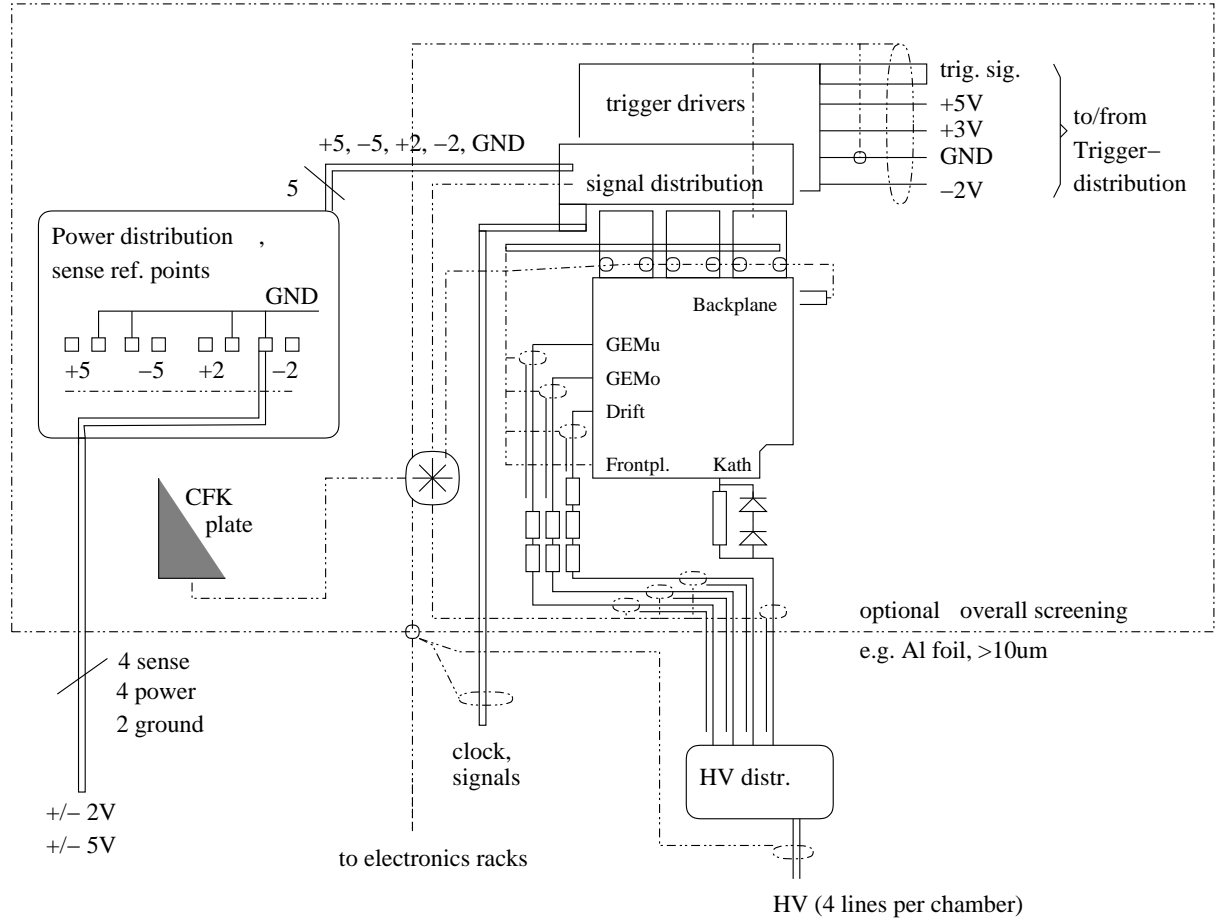 trig. sig.
trigger drivers
+5V
+3V
GND
−2V
to/from
Trigger−
distribution
+5, −5, +2, −2, GND
5
signal distribution
Power distribution ,
sense ref. points
GND
+5
−5
+2
−2
Backplane
GEMu
GEMo
Drift
Frontpl.
Kath
CFK
plate
optional overall screening
e.g. Al foil, >10um
4 sense
4 power
2 ground
clock,
signals
HV distr.
+/− 2V
+/− 5V
to electronics racks
HV (4 lines per chamber)